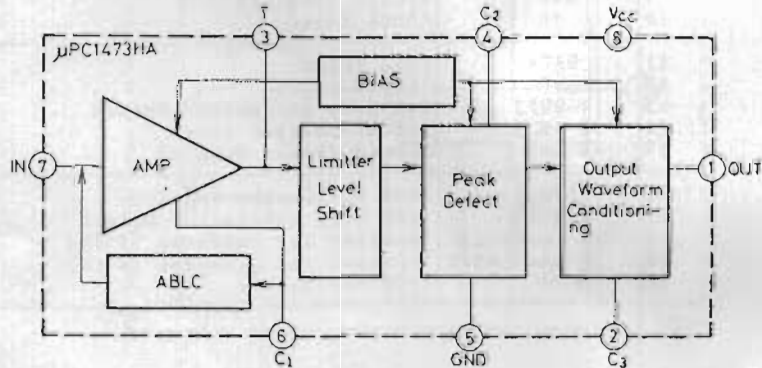 T
C2
VCC
3
4
8
μPC1473HA
BIAS
IN
7
AMP
Limitter
Level
Shift
Peak
Detect
Output
Waveform
Conditioni-
ng
1
OUT
ABLC
6
5
2
C1
GND
C3